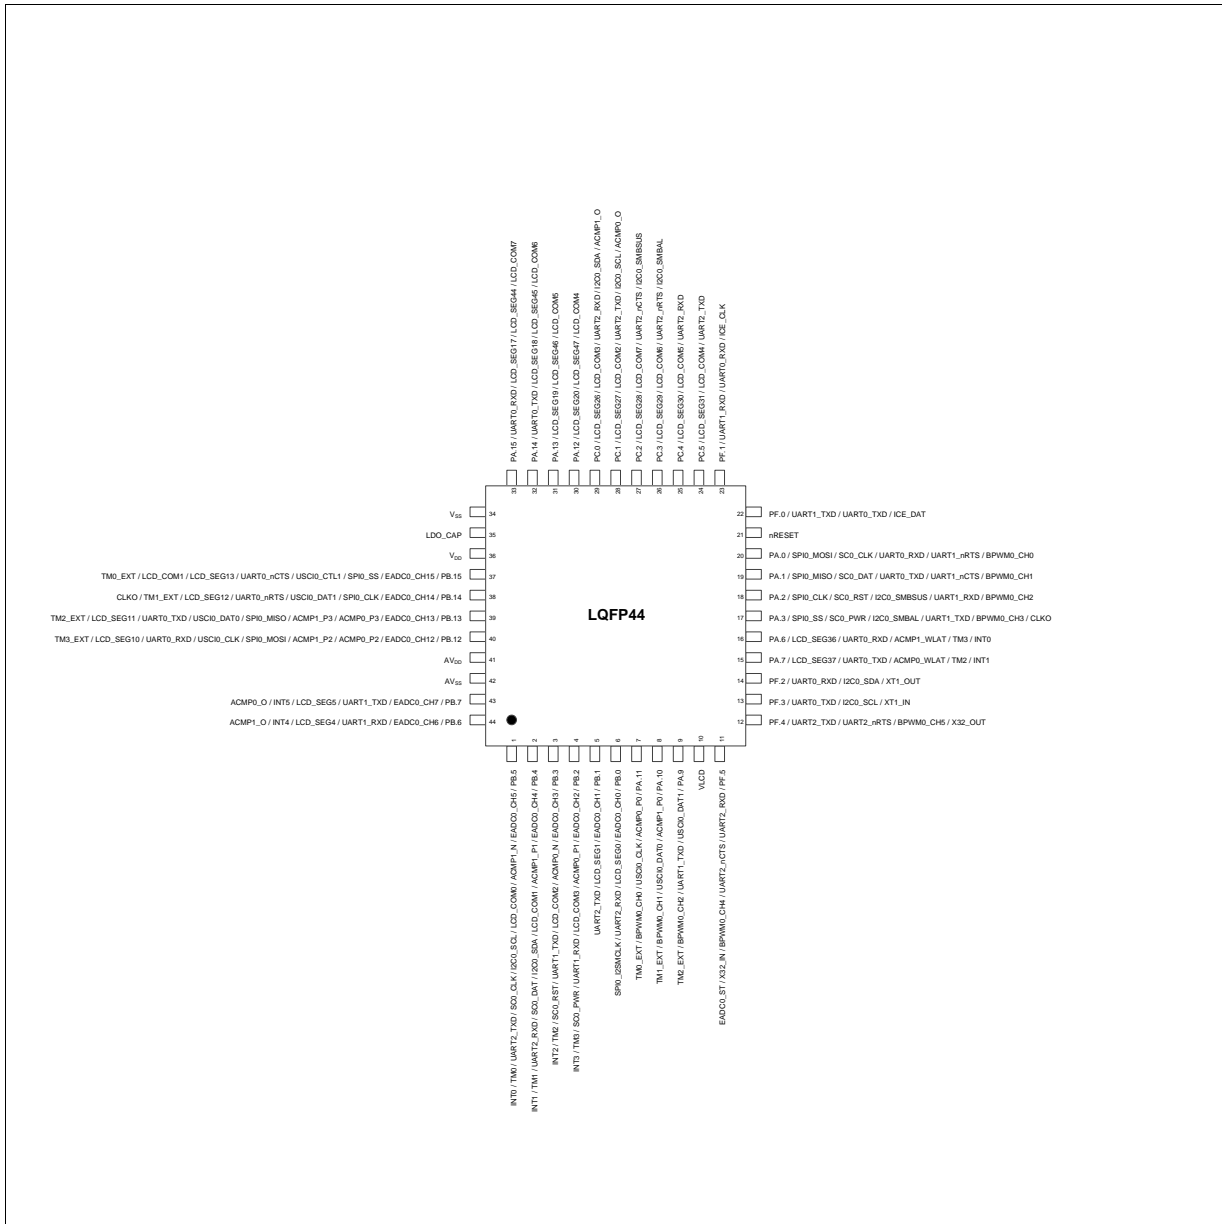 PA.15 / UART0_RXD / LCD_SEG17 / LCD_SEG44 / LCD_COM7
PA.14 / UART0_TXD / LCD_SEG18 / LCD_SEG45 / LCD_COM6
PA.13 / LCD_SEG19 / LCD_SEG46 / LCD_COM5
PA.12 / LCD_SEG20 / LCD_SEG47 / LCD_COM4
PC.0 / LCD_SEG26 / LCD_COM3 / UART2_RXD / I2C0_SDA / ACMP1_O
PC.1 / LCD_SEG27 / LCD_COM2 / UART2_TXD / I2C0_SCL / ACMP0_O
PC.2 / LCD_SEG28 / LCD_COM7 / UART2_nCTS / I2C0_SMBSUS
PC.3 / LCD_SEG29 / LCD_COM6 / UART2_nRTS / I2C0_SMBAL
PC.4 / LCD_SEG30 / LCD_COM5 / UART2_RXD
PC.5 / LCD_SEG31 / LCD_COM4 / UART2_TXD
PF.1 / UART1_RXD / UART0_RXD / ICE_CLK
33
32
31
30
29
28
27
26
25
24
23
VSS 34
LDO_CAP 35
VDD 36
TM0_EXT / LCD_COM1 / LCD_SEG13 / UART0_nCTS / USCI0_CTL1 / SPI0_SS / EADC0_CH15 / PB.15 37
CLKO / TM1_EXT / LCD_SEG12 / UART0_nRTS / USCI0_DAT1 / SPI0_CLK / EADC0_CH14 / PB.14 38
TM2_EXT / LCD_SEG11 / UART0_TXD / USCI0_DAT0 / SPI0_MISO / ACMP1_P3 / ACMP0_P3 / EADC0_CH13 / PB.13 39
TM3_EXT / LCD_SEG10 / UART0_RXD / USCI0_CLK / SPI0_MOSI / ACMP1_P2 / ACMP0_P2 / EADC0_CH12 / PB.12 40
AVDD 41
AVSS 42
ACMP0_O / INT5 / LCD_SEG5 / UART1_TXD / EADC0_CH7 / PB.7 43
ACMP1_O / INT4 / LCD_SEG4 / UART1_RXD / EADC0_CH6 / PB.6 44
LQFP44
22 PF.0 / UART1_TXD / UART0_TXD / ICE_DAT
21 nRESET
20 PA.0 / SPI0_MOSI / SC0_CLK / UART0_RXD / UART1_nRTS / BPWM0_CH0
19 PA.1 / SPI0_MISO / SC0_DAT / UART0_TXD / UART1_nCTS / BPWM0_CH1
18 PA.2 / SPI0_CLK / SC0_RST / I2C0_SMBSUS / UART1_RXD / BPWM0_CH2
17 PA.3 / SPI0_SS / SC0_PWR / I2C0_SMBAL / UART1_TXD / BPWM0_CH3 / CLKO
16 PA.6 / LCD_SEG36 / UART0_RXD / ACMP1_WLAT / TM3 / INT0
15 PA.7 / LCD_SEG37 / UART0_TXD / ACMP0_WLAT / TM2 / INT1
14 PF.2 / UART0_RXD / I2C0_SDA / XT1_OUT
13 PF.3 / UART0_TXD / I2C0_SCL / XT1_IN
12 PF.4 / UART2_TXD / UART2_nRTS / BPWM0_CH5 / X32_OUT
1
2
3
4
5
6
7
8
9
10
11
INT0 / TM0 / UART2_TXD / SC0_CLK / I2C0_SCL / LCD_COM0 / ACMP1_N / EADC0_CH5 / PB.5
INT1 / TM1 / UART2_RXD / SC0_DAT / I2C0_SDA / LCD_COM1 / ACMP1_P1 / EADC0_CH4 / PB.4
INT2 / TM2 / SC0_RST / UART1_TXD / LCD_COM2 / ACMP0_N / EADC0_CH3 / PB.3
INT3 / TM3 / SC0_PWR / UART1_RXD / LCD_COM3 / ACMP0_P1 / EADC0_CH2 / PB.2
UART2_TXD / LCD_SEG1 / EADC0_CH1 / PB.1
SPI0_I2SMCLK / UART2_RXD / LCD_SEG0 / EADC0_CH0 / PB.0
TM0_EXT / BPWM0_CH0 / USCI0_CLK / ACMP0_P0 / PA.11
TM1_EXT / BPWM0_CH1 / USCI0_DAT0 / ACMP1_P0 / PA.10
TM2_EXT / BPWM0_CH2 / UART1_TXD / USCI0_DAT1 / PA.9
VLCD
EADC0_ST / X32_IN / BPWM0_CH4 / UART2_nCTS / UART2_RXD / PF.5